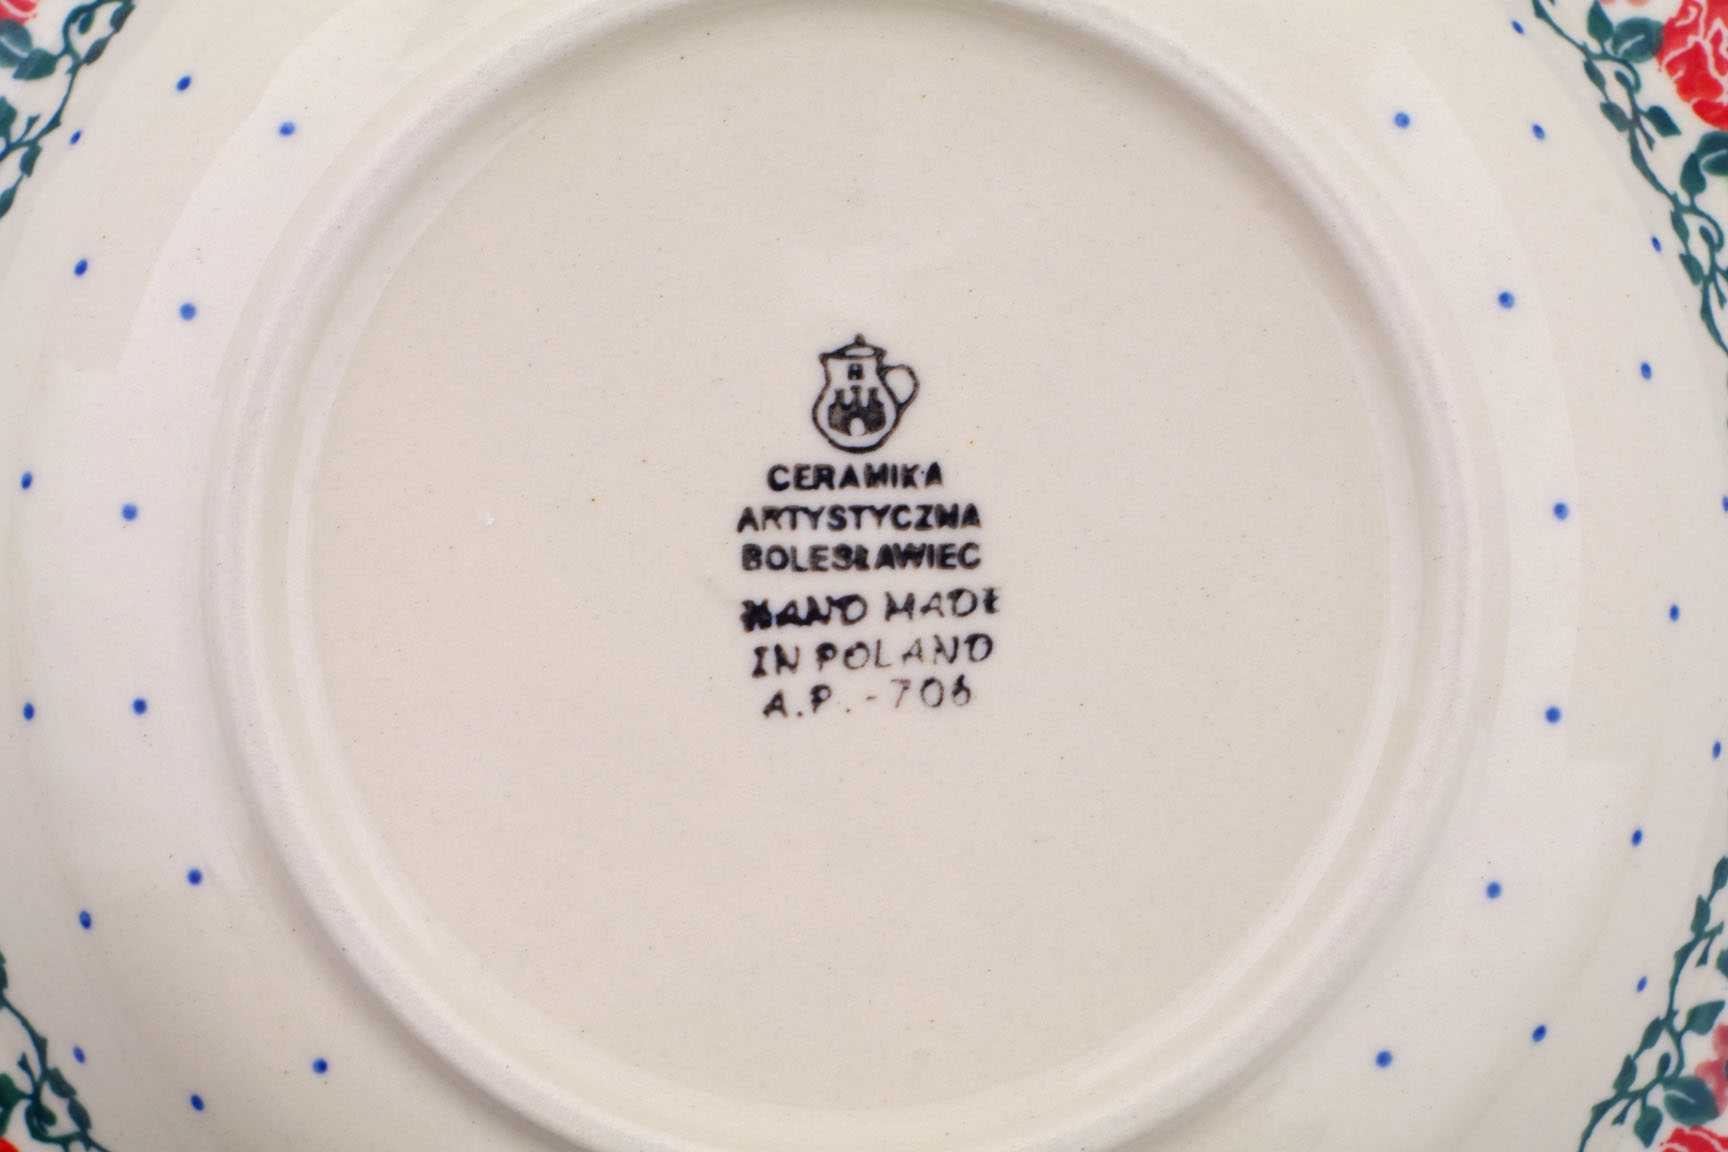 CERAMIKA
ARTYSTYCZNA
BOLESŁAWIEC
HAND MADE
IN POLAND
A.P.-706